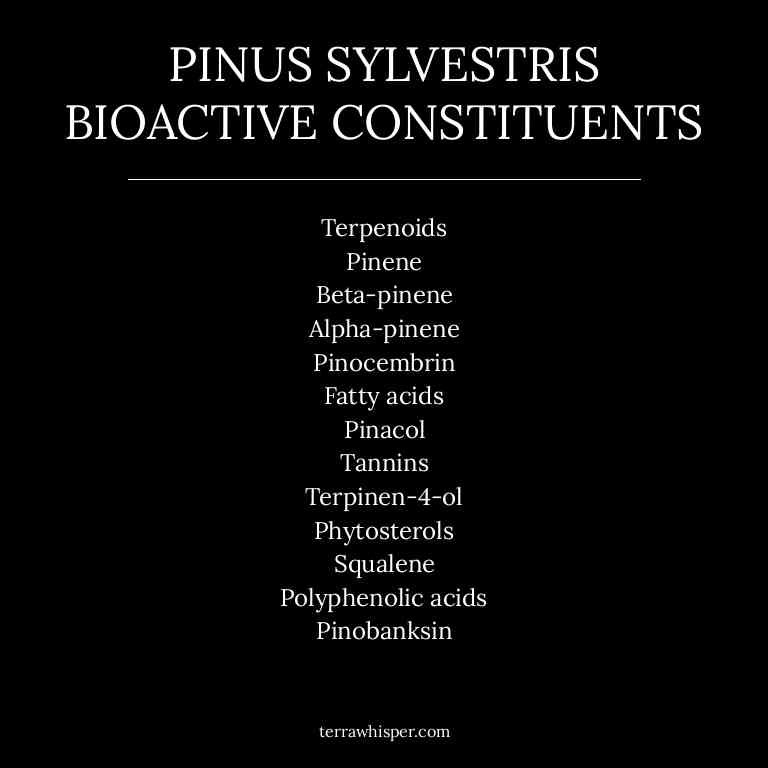 PINUS SYLVESTRIS
BIOACTIVE CONSTITUENTS
Terpenoids
Pinene
Beta-pinene
Alpha-pinene
Pinocembrin
Fatty acids
Pinacol
Tannins
Terpinen-4-ol
Phytosterols
Squalene
Polyphenolic acids
Pinobanksin
terrawhisper.com